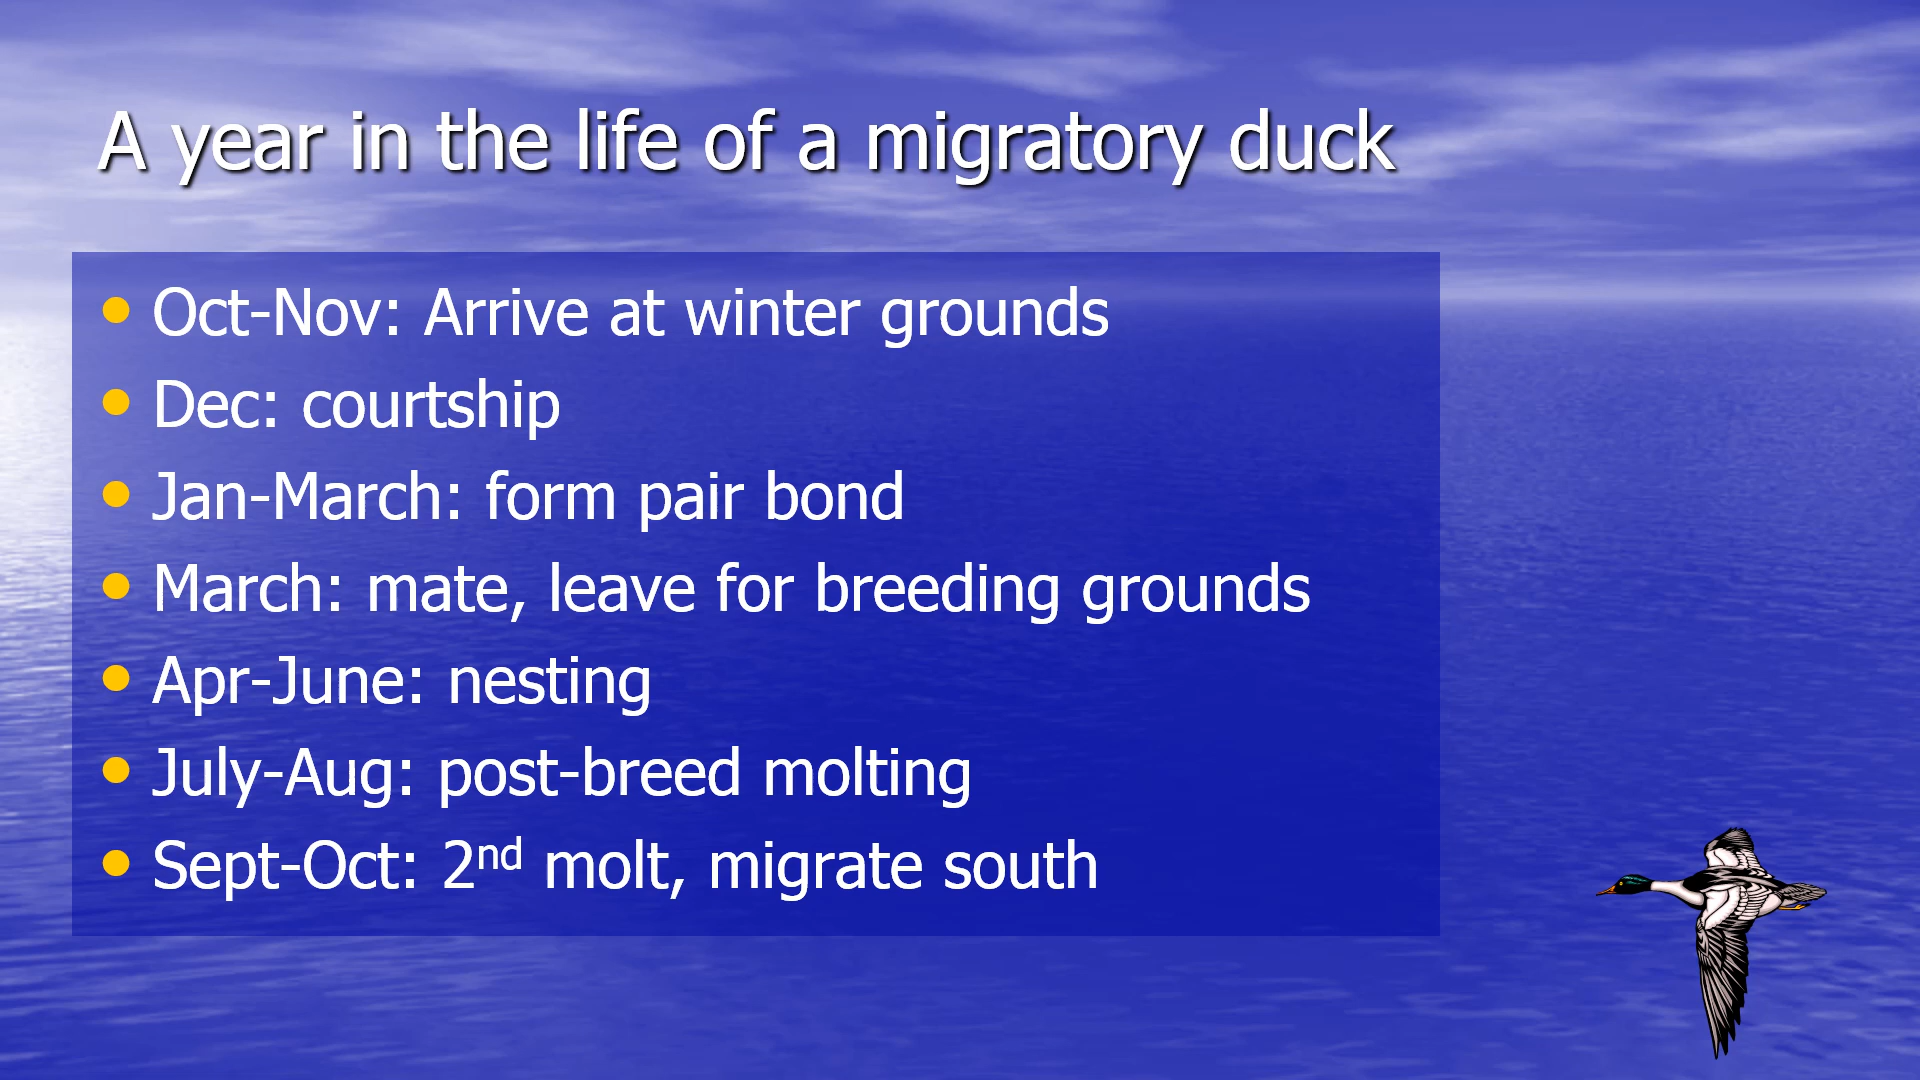 A year in the life of a migratory duck
• Oct-Nov: Arrive at winter grounds
• Dec: courtship
• Jan-March: form pair bond
• March: mate, leave for breeding grounds
• Apr-June: nesting
• July-Aug: post-breed molting
• Sept-Oct: 2nd molt, migrate south